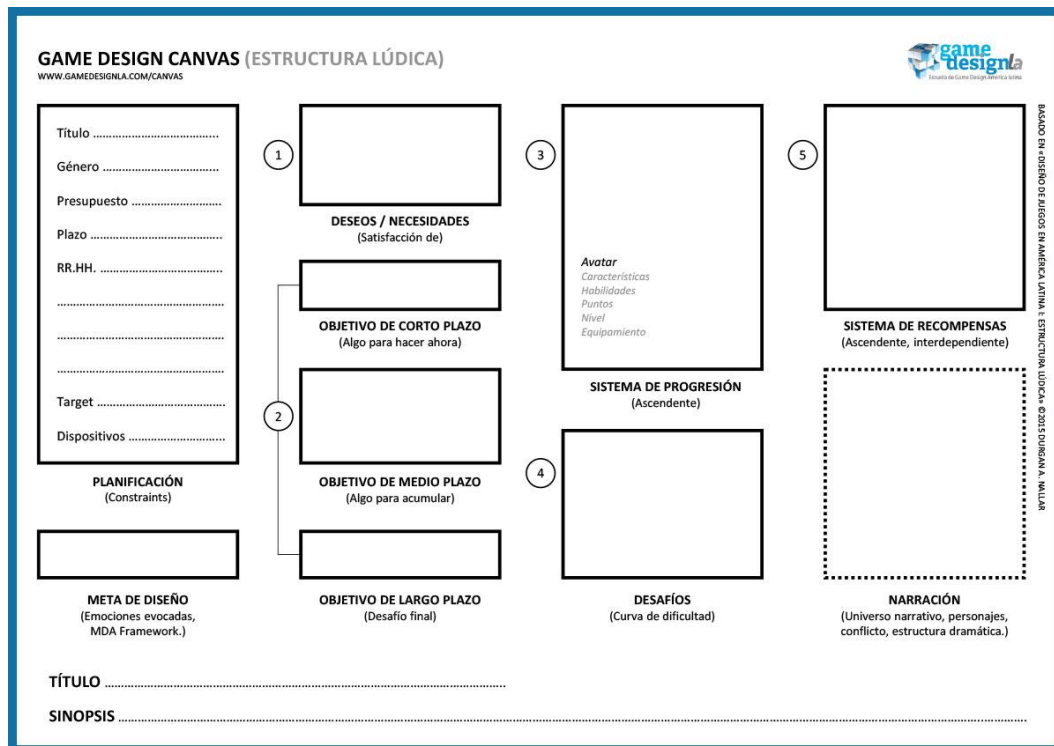 GAME DESIGN CANVAS (ESTRUCTURA LÚDICA)
WWW.GAMEDESIGNLA.COM/CANVAS
game
designla
Escuela de Game Design América latina
Título ……………………………….
Género …………………………….
Presupuesto ……………………..
Plazo ………………………………..
RR.HH. ………………………………
…………………………………………
…………………………………………
…………………………………………
Target ……………………………….
Dispositivos ……………………….
PLANIFICACIÓN
(Constraints)
META DE DISEÑO
(Emociones evocadas,
MDA Framework.)
1
DESEOS / NECESIDADES
(Satisfacción de)
2
OBJETIVO DE CORTO PLAZO
(Algo para hacer ahora)
OBJETIVO DE MEDIO PLAZO
(Algo para acumular)
OBJETIVO DE LARGO PLAZO
(Desafío final)
3
Avatar
Características
Habilidades
Puntos
Nivel
Equipamiento
SISTEMA DE PROGRESIÓN
(Ascendente)
4
DESAFÍOS
(Curva de dificultad)
5
SISTEMA DE RECOMPENSAS
(Ascendente, interdependiente)
NARRACIÓN
(Universo narrativo, personajes,
conflicto, estructura dramática.)
BASADO EN «DISEÑO DE JUEGOS EN AMÉRICA LATINA I: ESTRUCTURA LÚDICA» ©2015 DURGAN A. NALLAR
TÍTULO ………………………………………………………………………………………..
SINOPSIS ……………………………………………………………………………………………………………………………………………………